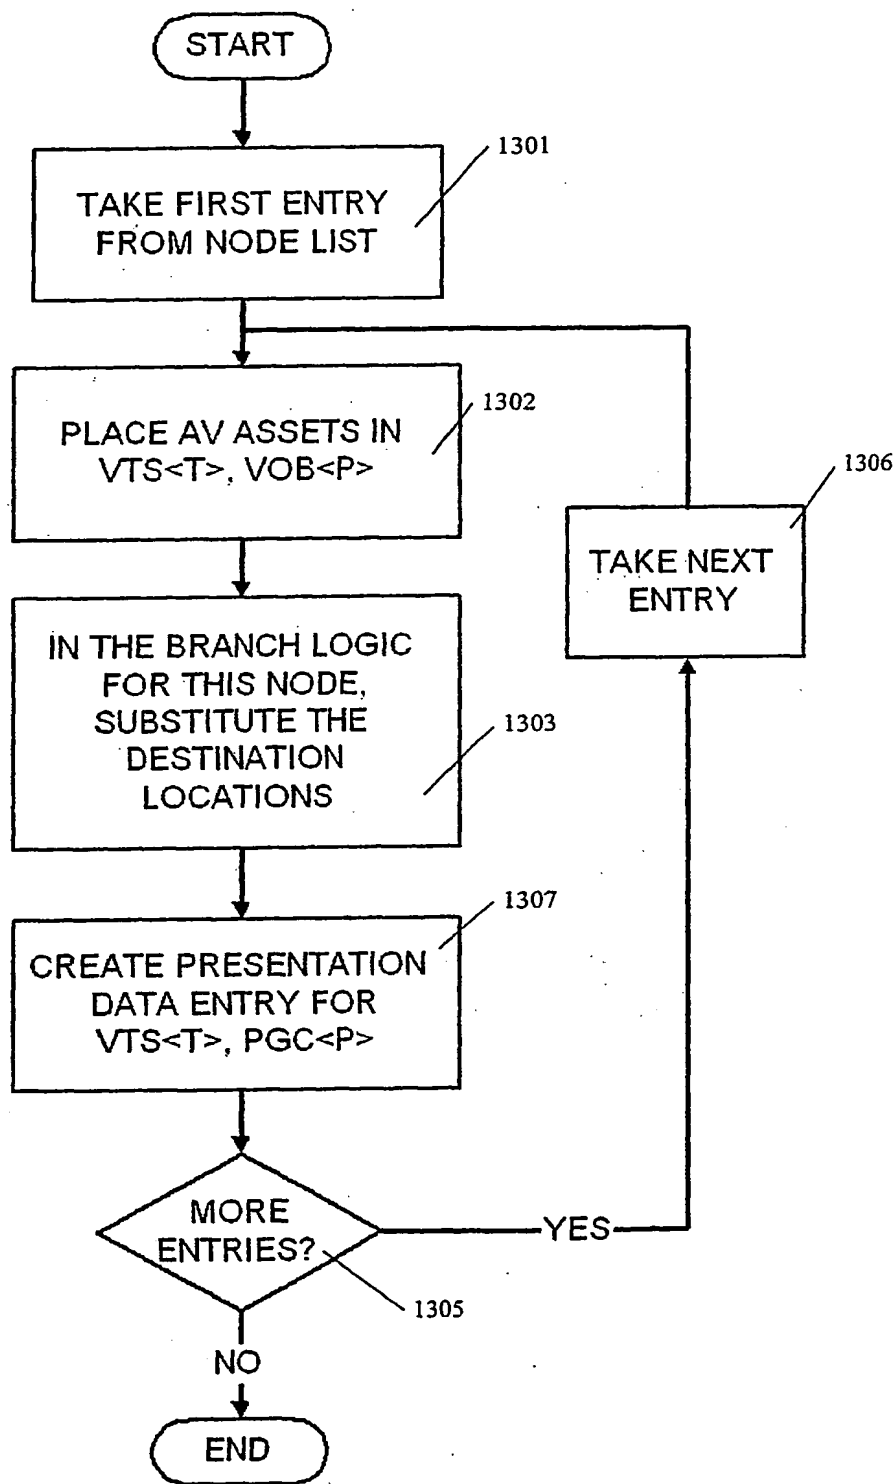 START
1301
TAKE FIRST ENTRY
FROM NODE LIST
1302
PLACE AV ASSETS IN
VTS<T>, VOB<P>
1306
TAKE NEXT
ENTRY
IN THE BRANCH LOGIC
FOR THIS NODE,
SUBSTITUTE THE
DESTINATION
LOCATIONS
1303
1307
CREATE PRESENTATION
DATA ENTRY FOR
VTS<T>, PGC<P>
MORE
ENTRIES?
YES
1305
NO
END